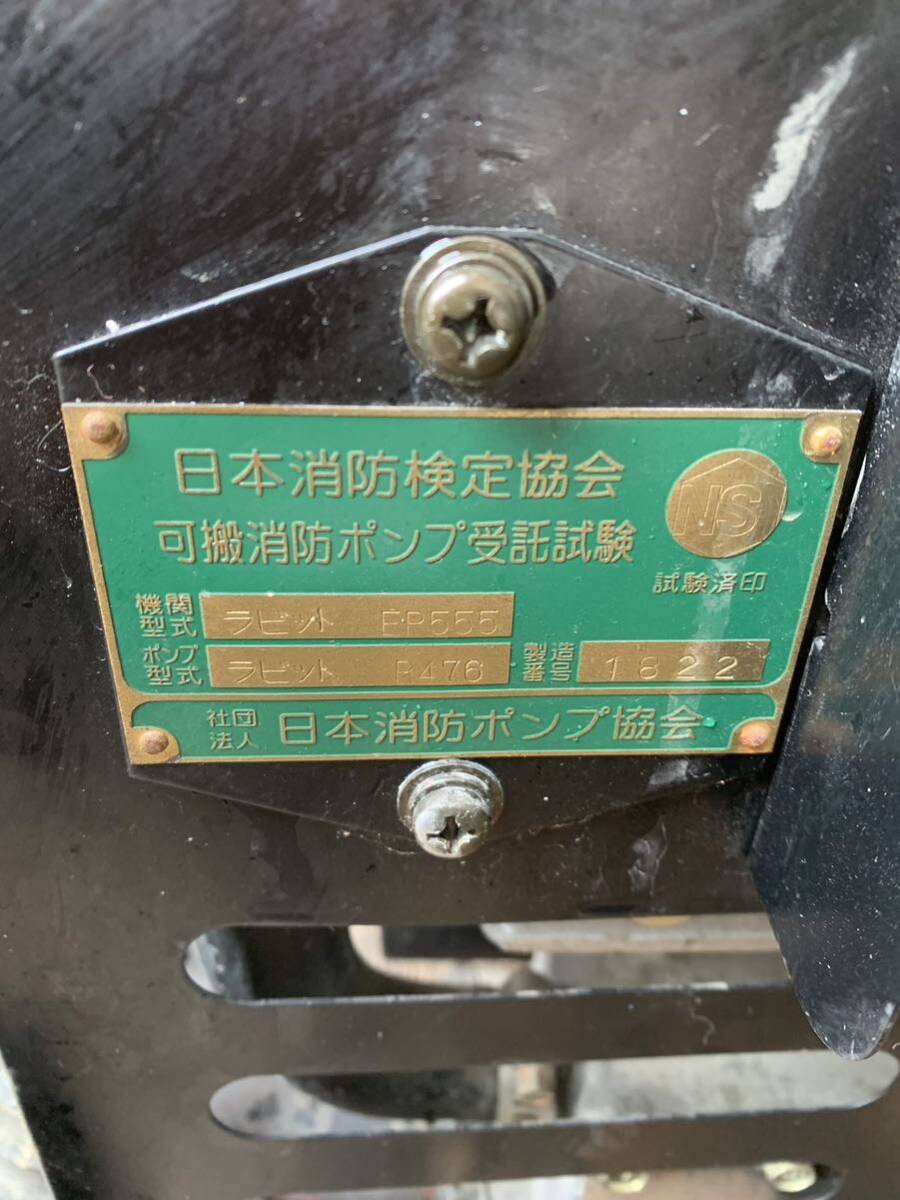 日本消防検定協会
可搬消防ポンプ受託試験
NS
試験済印
機関型式 ラビット EP555
ポンプ型式 ラビット P476
製造番号 1822
社団法人 日本消防ポンプ協会